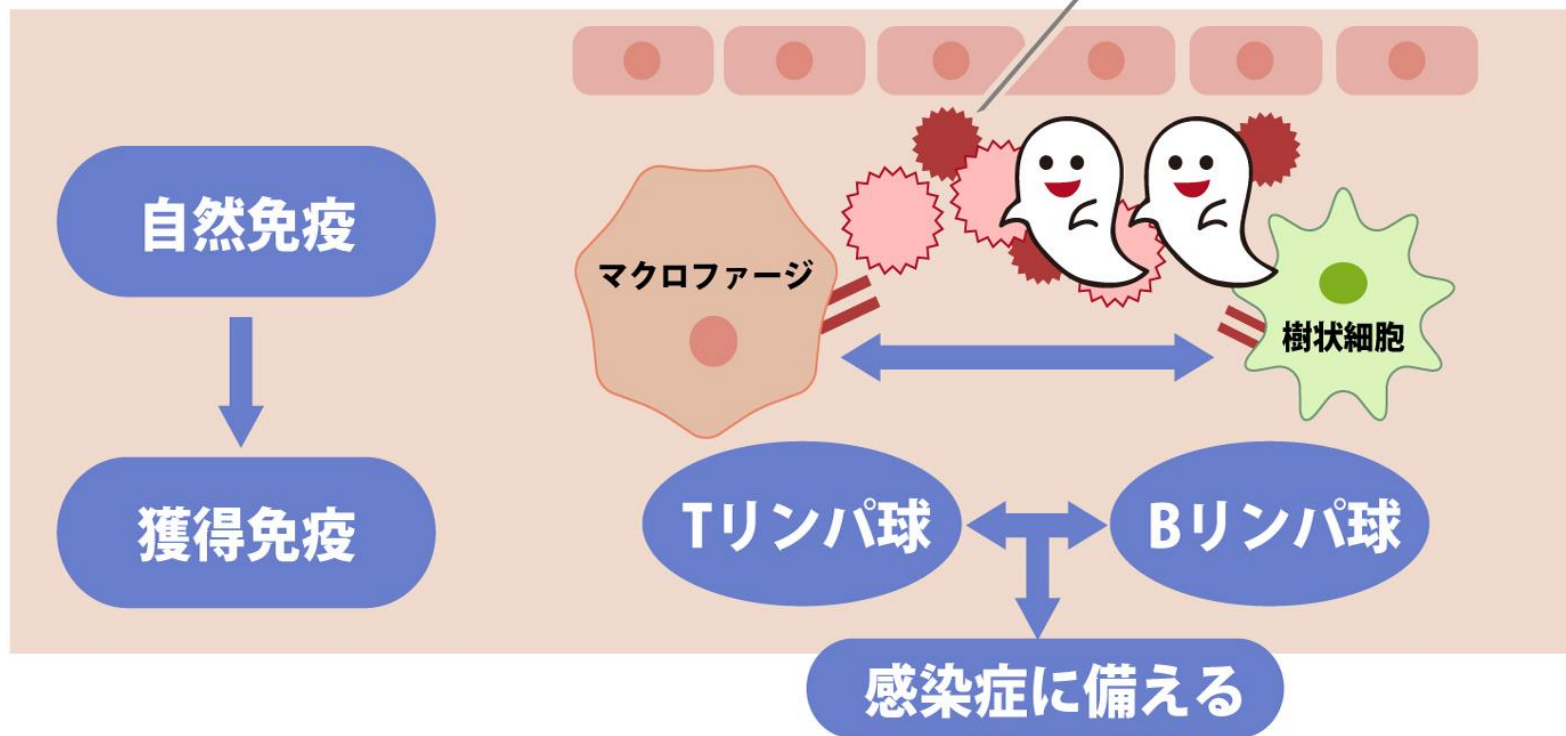 自然免疫
マクロファージ
樹状細胞
獲得免疫
Tリンパ球
Bリンパ球
感染症に備える